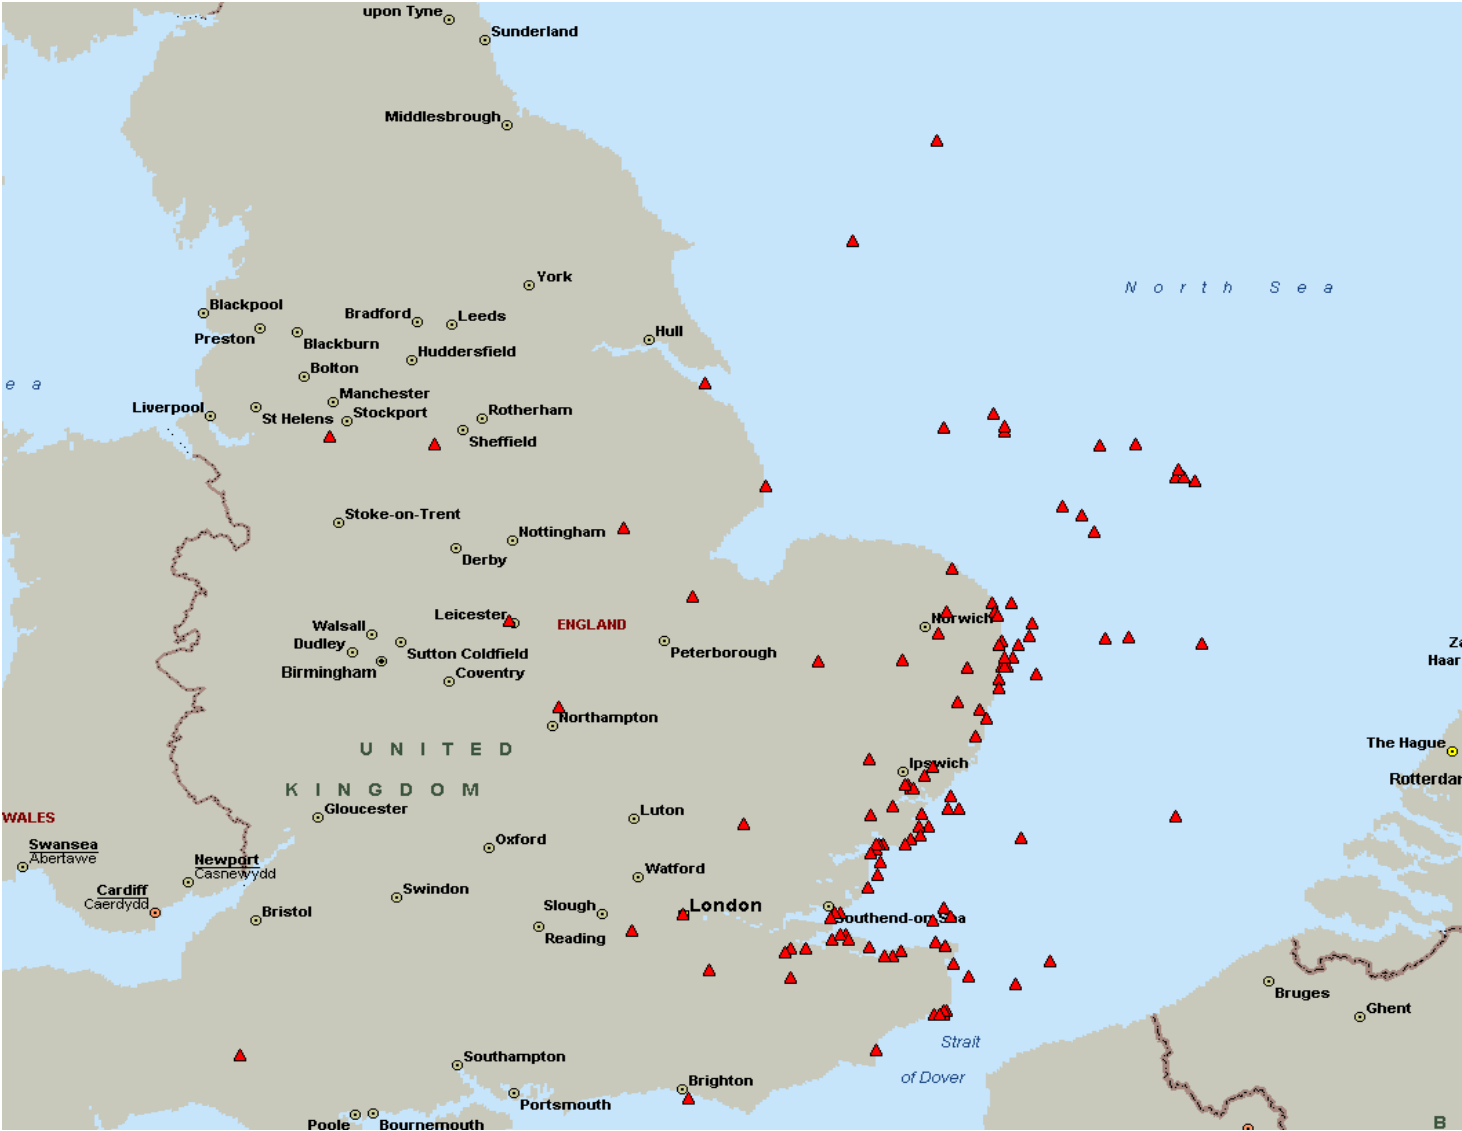 upon Tyne
Sunderland
Middlesbrough
York
North Sea
Blackpool
Bradford
Leeds
Preston
Blackburn
Hull
Huddersfield
Bolton
e a
Manchester
Liverpool
St Helens
Stockport
Rotherham
Sheffield
Stoke-on-Trent
Nottingham
Derby
Leicester
ENGLAND
Norwich
Walsall
Dudley
Sutton Coldfield
Peterborough
Za
Haar
Birmingham
Coventry
Northampton
UNITED
The Hague
Ipswich
Rotterdar
KINGDOM
Gloucester
Luton
WALES
Oxford
Swansea
Abertawe
Newport
Casnewydd
Watford
Cardiff
Caerdydd
Swindon
Slough
London
Bristol
Southend-on-Sea
Reading
Bruges
Ghent
Strait
of Dover
Southampton
Brighton
Portsmouth
Poole
Bournemouth
B